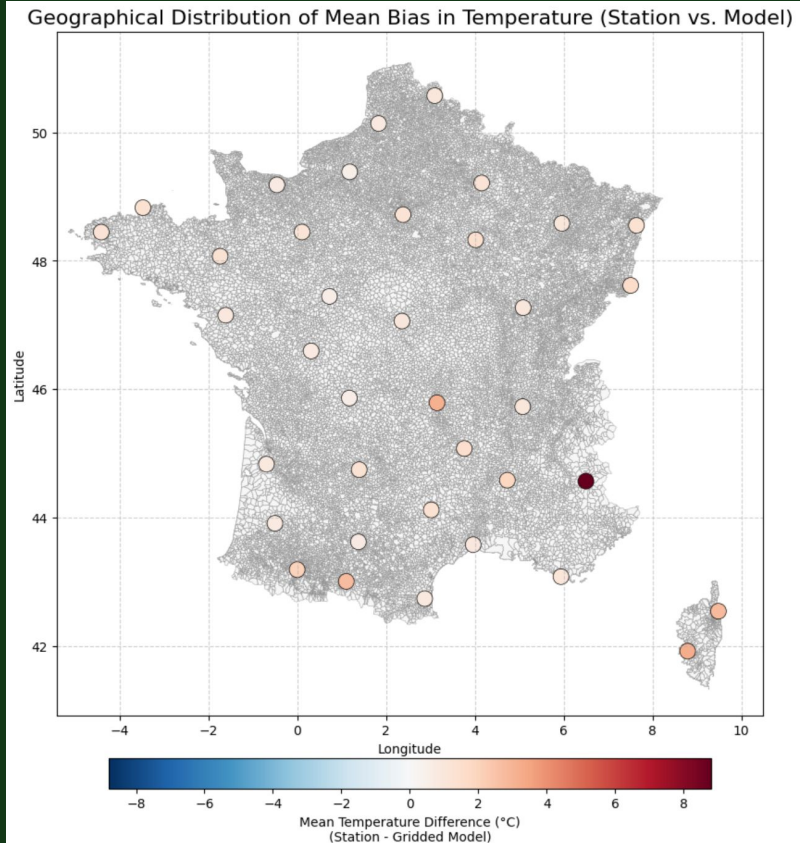 Geographical Distribution of Mean Bias in Temperature (Station vs. Model)
50
48
46
44
42
Latitude
−4 −2 0 2 4 6 8 10
Longitude
−8 −6 −4 −2 0 2 4 6 8
Mean Temperature Difference (°C)
(Station - Gridded Model)